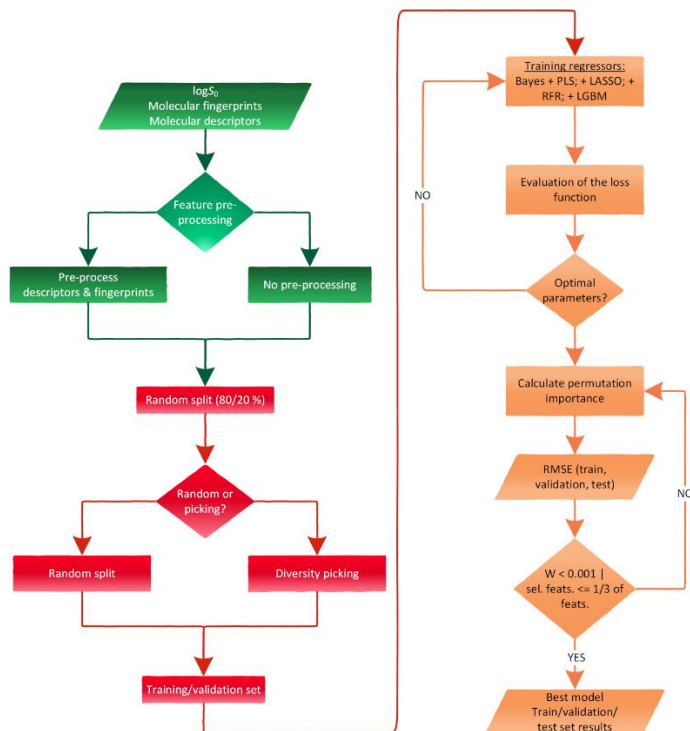 logS₀
Molecular fingerprints
Molecular descriptors
Feature pre-
processing
Pre-process
descriptors & fingerprints
No pre-processing
Random split (80/20 %)
Random or
picking?
Random split
Diversity picking
Training/validation set
Training regressors:
Bayes + PLS; + LASSO; +
RFR; + LGBM
Evaluation of the loss
function
NO
Optimal
parameters?
Calculate permutation
importance
RMSE (train,
validation, test)
NO
W < 0.001 |
sel. feats. <= 1/3 of
feats.
YES
Best model
Train/validation/
test set results